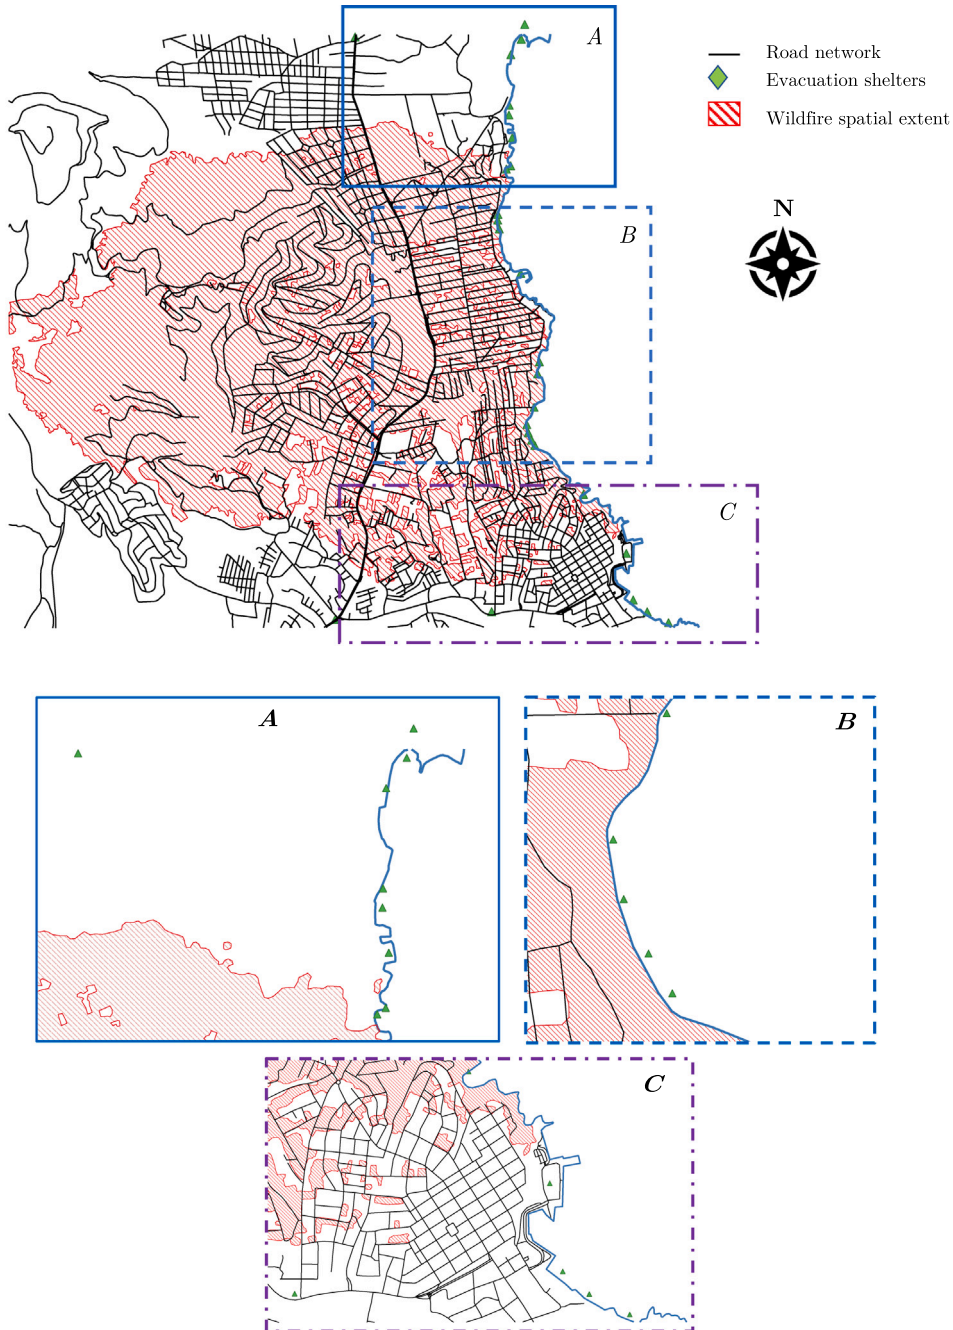 A
Road network
Evacuation shelters
Wildfire spatial extent
N
B
C
A
B
C